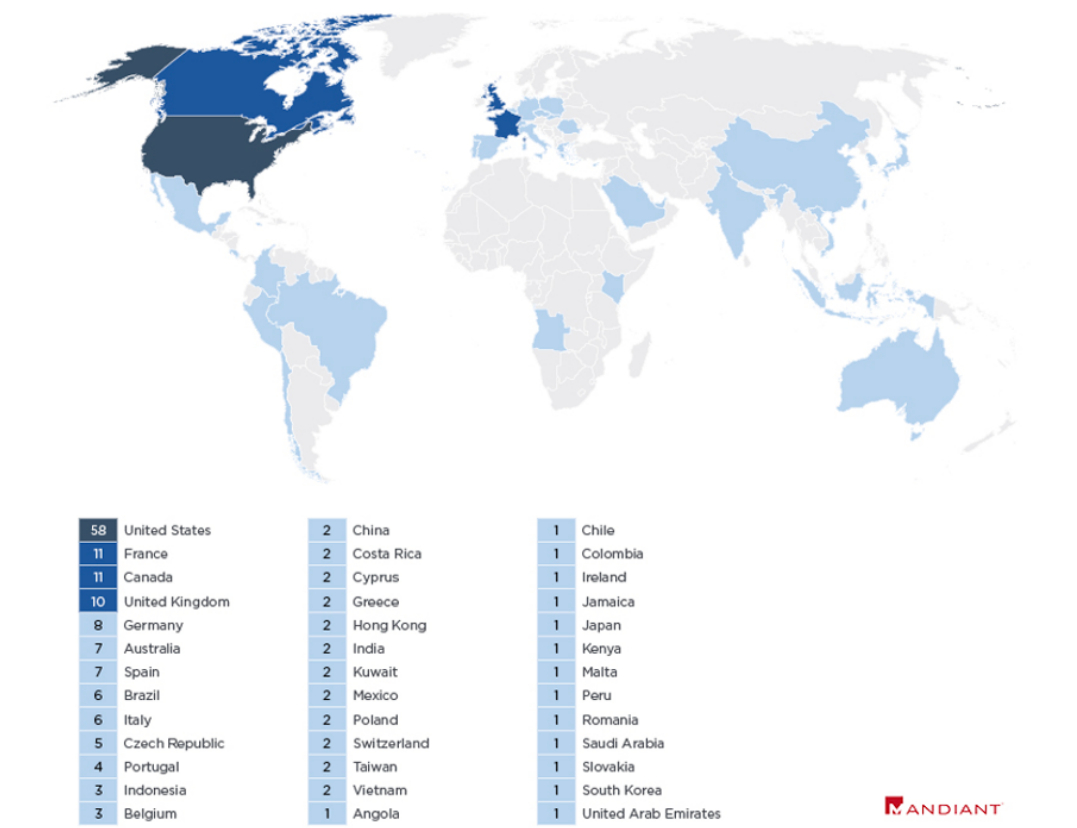 58 United States
11 France
11 Canada
10 United Kingdom
8 Germany
7 Australia
7 Spain
6 Brazil
6 Italy
5 Czech Republic
4 Portugal
3 Indonesia
3 Belgium
2 China
2 Costa Rica
2 Cyprus
2 Greece
2 Hong Kong
2 India
2 Kuwait
2 Mexico
2 Poland
2 Switzerland
2 Taiwan
2 Vietnam
1 Angola
1 Chile
1 Colombia
1 Ireland
1 Jamaica
1 Japan
1 Kenya
1 Malta
1 Peru
1 Romania
1 Saudi Arabia
1 Slovakia
1 South Korea
1 United Arab Emirates
MANDIANT